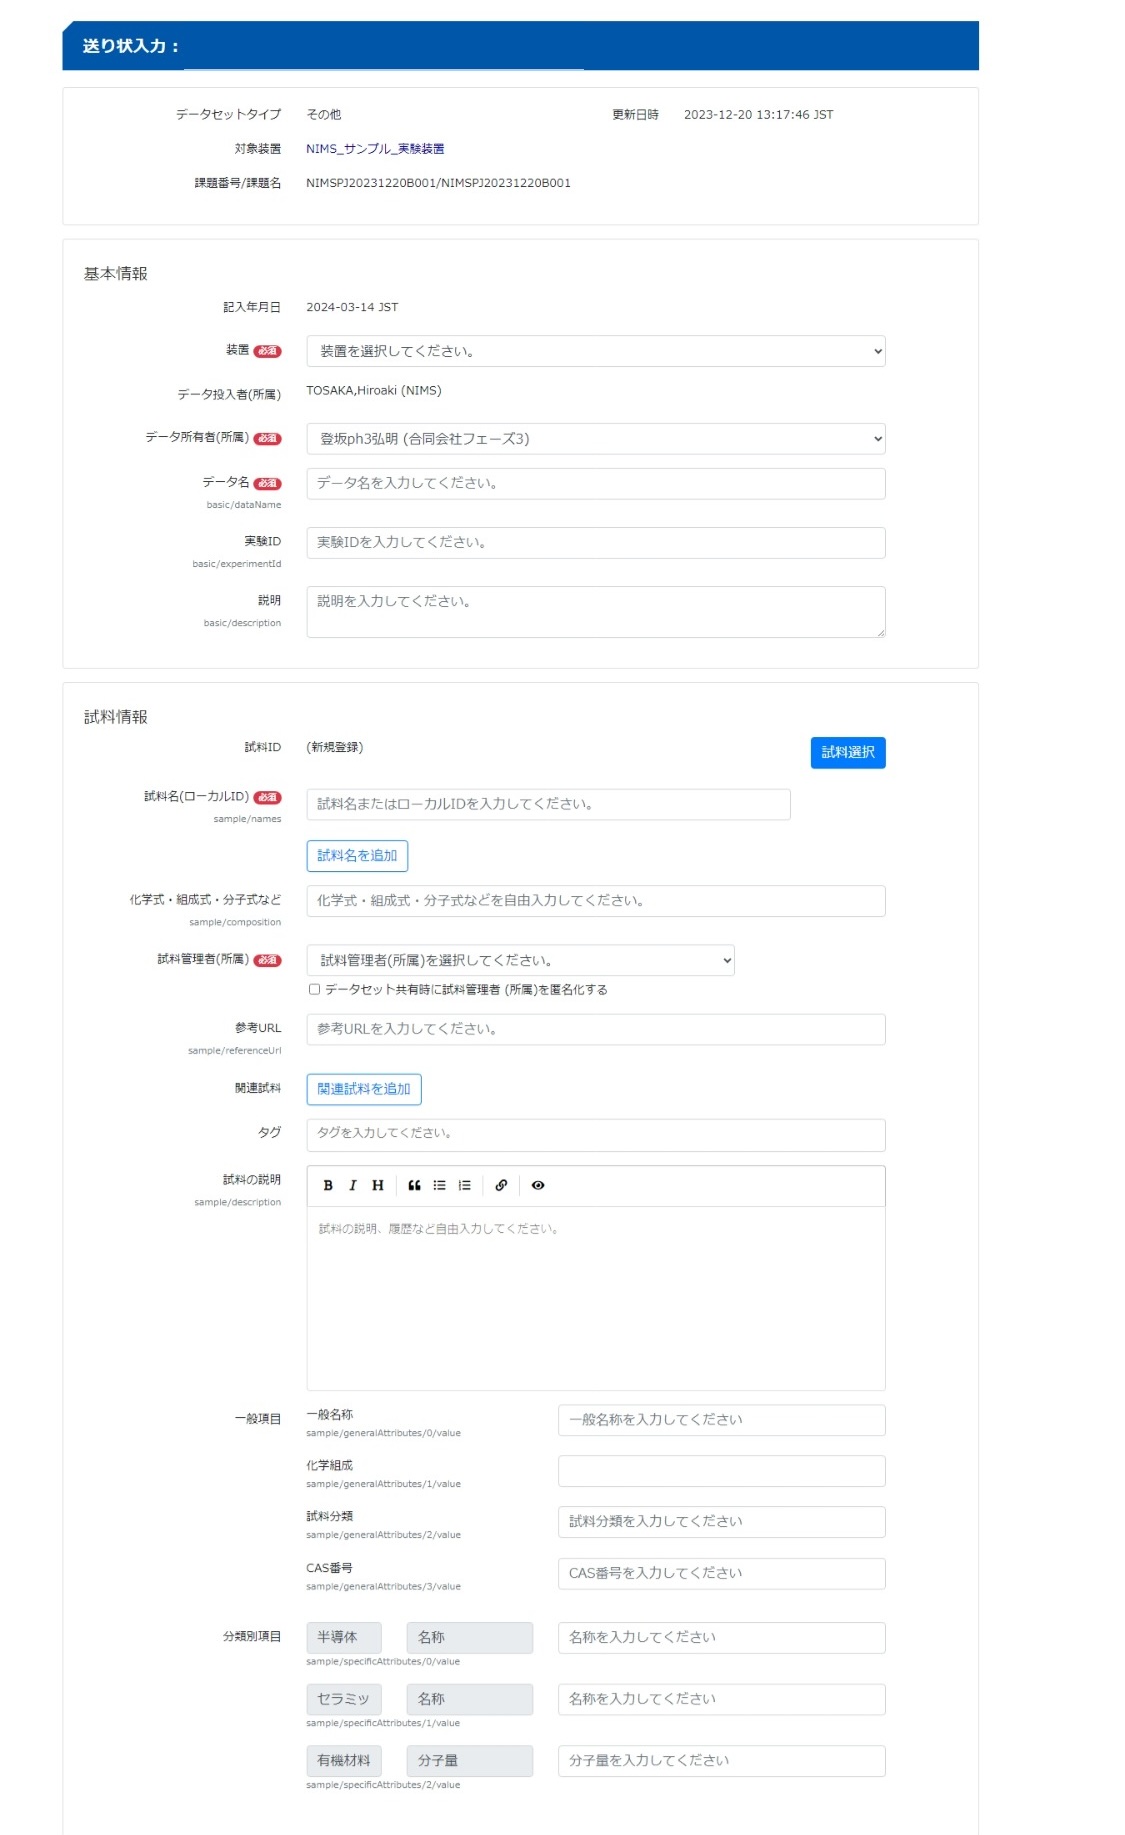 送り状入力：
データセットタイプ その他 更新日時 2023-12-20 13:17:46 JST
対象装置 NIMS_サンプル_実験装置
課題番号/課題名 NIMSPJ20231220B001/NIMSPJ20231220B001
基本情報
記入年月日 2024-03-14 JST
装置 必須 装置を選択してください。
データ投入者(所属) TOSAKA,Hiroaki (NIMS)
データ所有者(所属) 必須 登坂ph3弘明 (合同会社フェーズ3)
データ名 必須 データ名を入力してください。
basic/dataName
実験ID 実験IDを入力してください。
basic/experimentId
説明 説明を入力してください。
basic/description
試料情報
試料ID (新規登録) 試料選択
試料名(ローカルID) 必須 試料名またはローカルIDを入力してください。
sample/names
試料名を追加
化学式・組成式・分子式など 化学式・組成式・分子式などを自由入力してください。
sample/composition
試料管理者(所属) 必須 試料管理者(所属)を選択してください。
データセット共有時に試料管理者 (所属)を匿名化する
参考URL 参考URLを入力してください。
sample/referenceUrl
関連試料 関連試料を追加
タグ タグを入力してください。
試料の説明 B I H
sample/description
試料の説明、履歴など自由入力してください。
一般項目 一般名称 一般名称を入力してください
sample/generalAttributes/0/value
化学組成
sample/generalAttributes/1/value
試料分類 試料分類を入力してください
sample/generalAttributes/2/value
CAS番号 CAS番号を入力してください
sample/generalAttributes/3/value
分類別項目 半導体 名称 名称を入力してください
sample/specificAttributes/0/value
セラミッ 名称 名称を入力してください
sample/specificAttributes/1/value
有機材料 分子量 分子量を入力してください
sample/specificAttributes/2/value